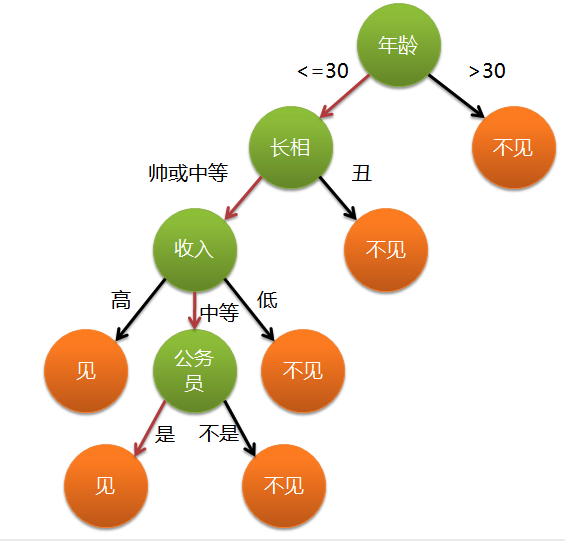 年龄
<=30
>30
长相
不见
帅或中等
丑
收入
不见
高
中等
低
见
公务
员
不见
是
不是
见
不见